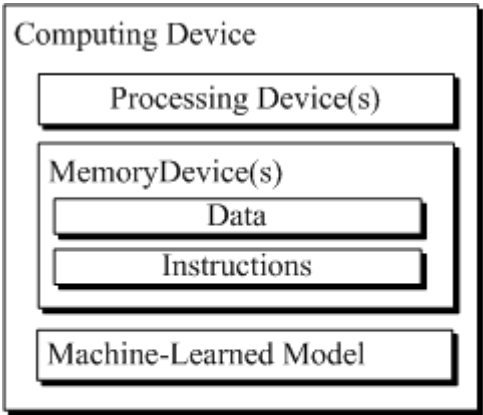 Computing Device
Processing Device(s)
MemoryDevice(s)
Data
Instructions
Machine-Learned Model